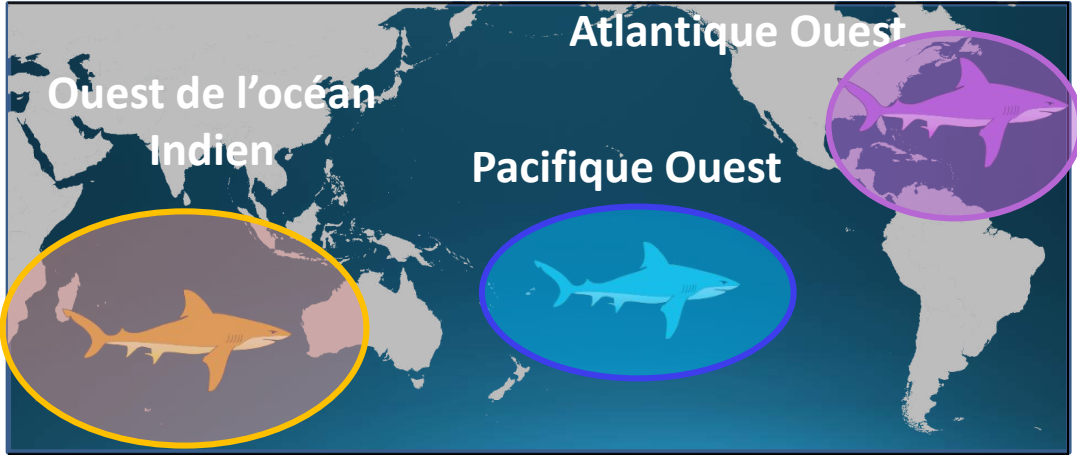 Atlantique Ouest
Ouest de l’océan
Indien
Pacifique Ouest